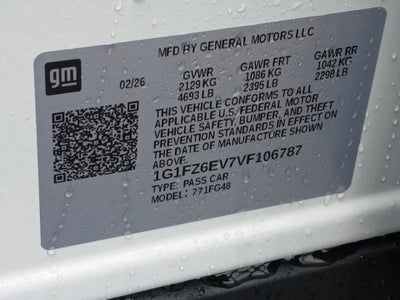 MFD BY GENERAL MOTORS LLC
gm
02/26
GVWR GAWR FRT GAWR RR
2129 KG 1086 KG 1042 KG
4693 LB 2395 LB 2298 LB
THIS VEHICLE CONFORMS TO ALL
APPLICABLE U.S./FEDERAL MOTOR
VEHICLE SAFETY, BUMPER, AND THEFT
PREVENTION STANDARDS IN EFFECT ON
THE DATE OF MANUFACTURE SHOWN
ABOVE.
1G1FZ6EV7VF106787
TYPE: PASS CAR
MODEL: 771FG48